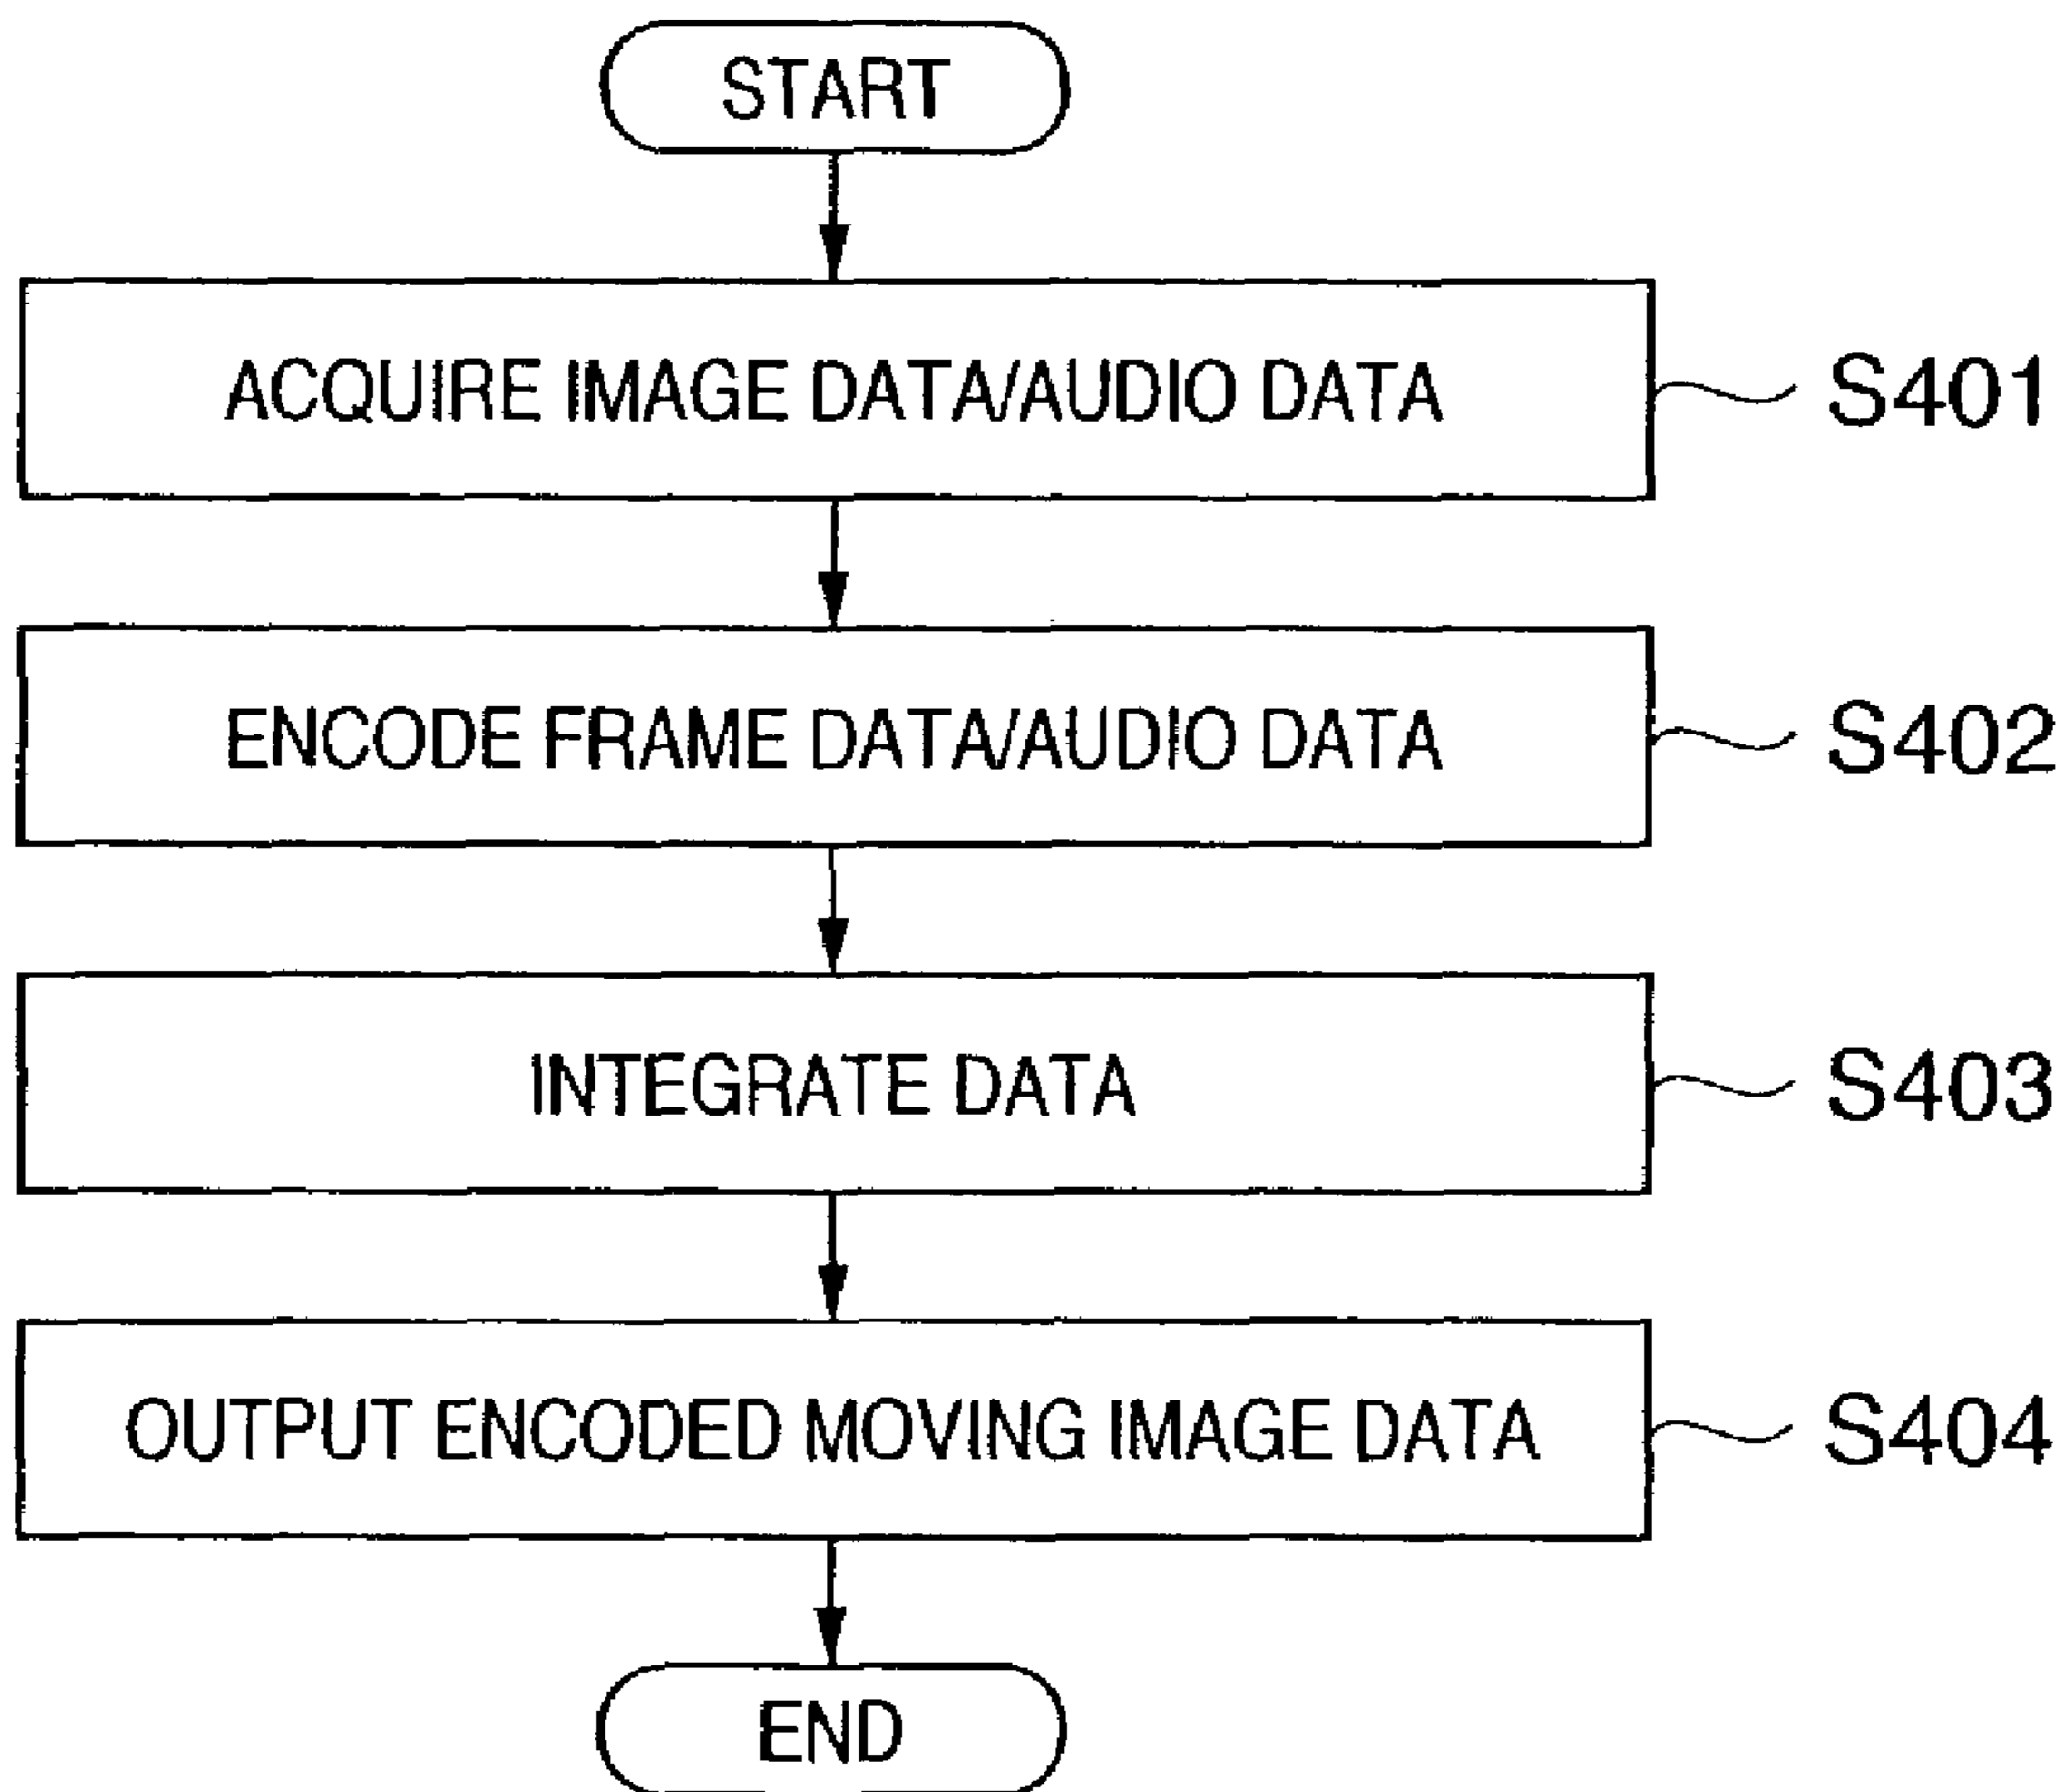 START
ACQUIRE IMAGE DATA/AUDIO DATA
S401
ENCODE FRAME DATA/AUDIO DATA
S402
INTEGRATE DATA
S403
OUTPUT ENCODED MOVING IMAGE DATA
S404
END